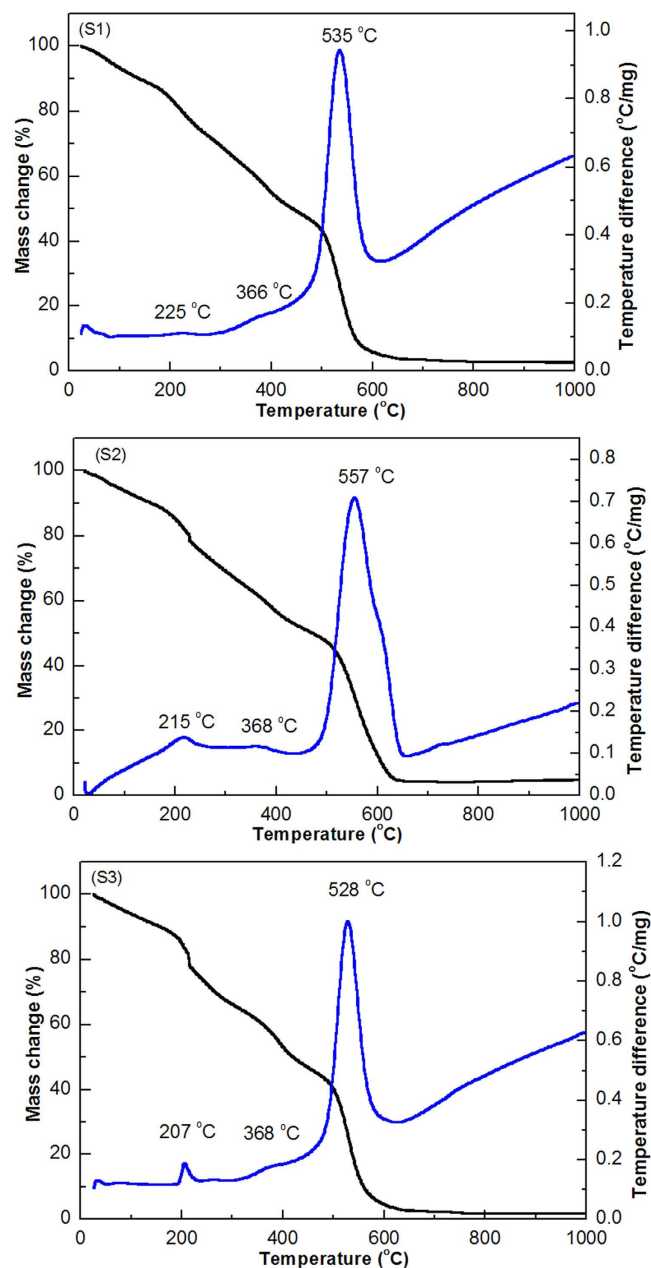 (S1)
535 °C
366 °C
225 °C
100
80
60
40
20
0
1.0
0.8
0.6
0.4
0.2
0.0
0 200 400 600 800 1000
Mass change (%)
Temperature difference (°C/mg)
Temperature (°C)
(S2)
557 °C
215 °C
368 °C
100
80
60
40
20
0
0.8
0.7
0.6
0.5
0.4
0.3
0.2
0.1
0.0
0 200 400 600 800 1000
Mass change (%)
Temperature difference (°C/mg)
Temperature (°C)
(S3)
528 °C
207 °C
368 °C
100
80
60
40
20
0
1.2
1.0
0.8
0.6
0.4
0.2
0.0
0 200 400 600 800 1000
Mass change (%)
Temperature difference (°C/mg)
Temperature (°C)